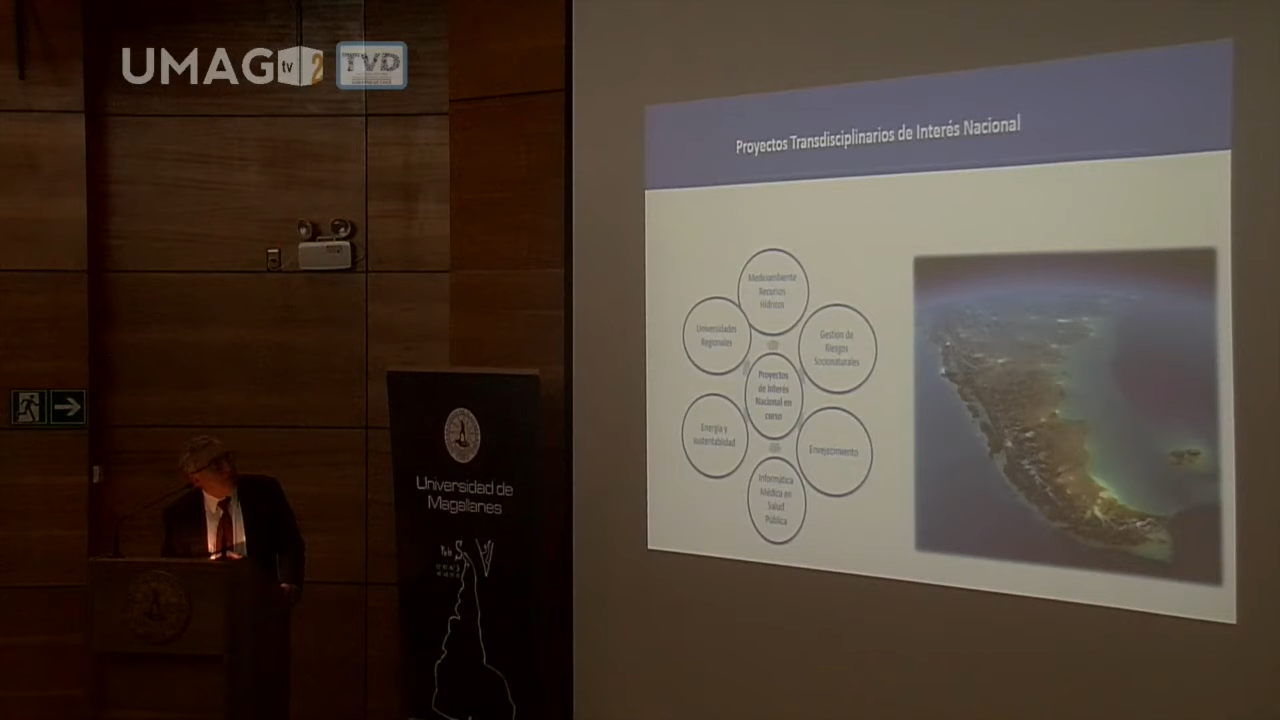 UMAG tv 2 TVD
Proyectos Transdisciplinarios de Interés Nacional
Medioambiente
Recursos
Hídricos
Universidades
Regionales
Gestión de
Riesgos
Socionaturales
Proyectos
de Interés
Nacional en
curso
Energía y
sustentabilidad
Envejecimiento
Informática
Médica en
Salud
Pública
Universidad de
Magallanes